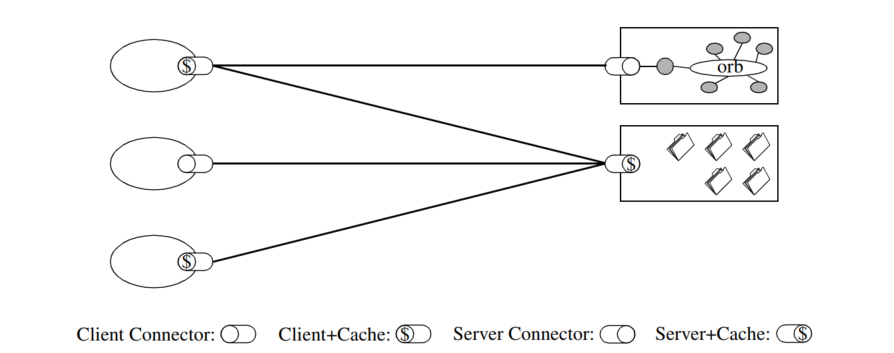 $
orb
$
$
Client Connector:
Client+Cache: $
Server Connector:
Server+Cache: $